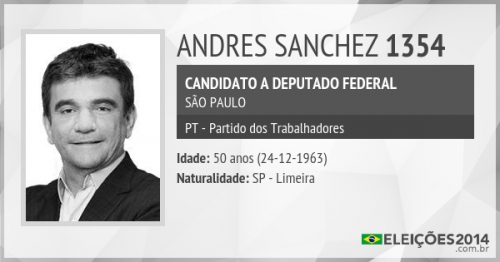 ANDRES SANCHEZ 1354
CANDIDATO A DEPUTADO FEDERAL
SÃO PAULO
PT - Partido dos Trabalhadores
Idade: 50 anos (24-12-1963)
Naturalidade: SP - Limeira
ELEIÇÕES2014
.com.br